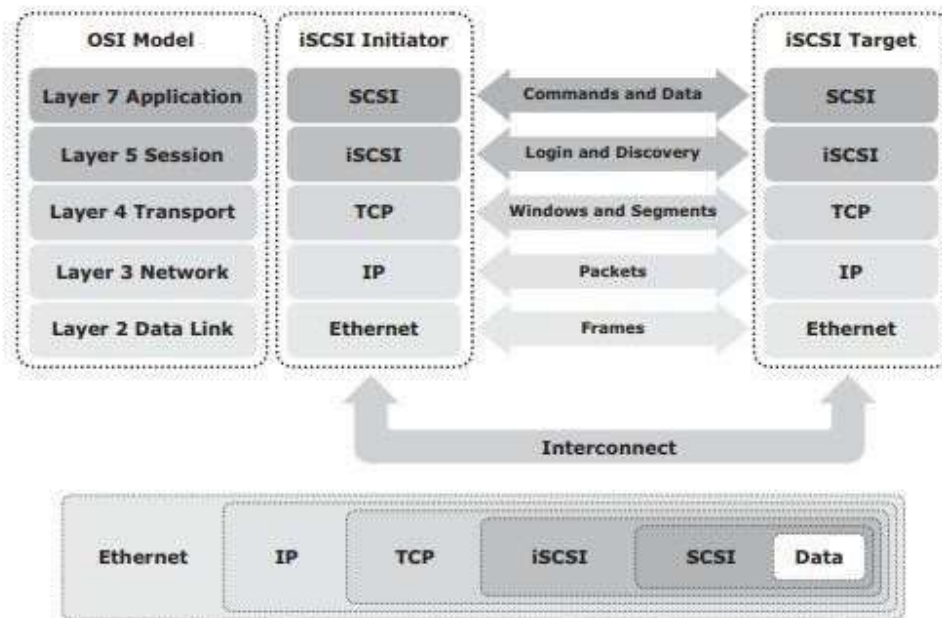 OSI Model iSCSI Initiator iSCSI Target
Layer 7 Application SCSI Commands and Data SCSI
Layer 5 Session iSCSI Login and Discovery iSCSI
Layer 4 Transport TCP Windows and Segments TCP
Layer 3 Network IP Packets IP
Layer 2 Data Link Ethernet Frames Ethernet
Interconnect
Ethernet IP TCP iSCSI SCSI Data